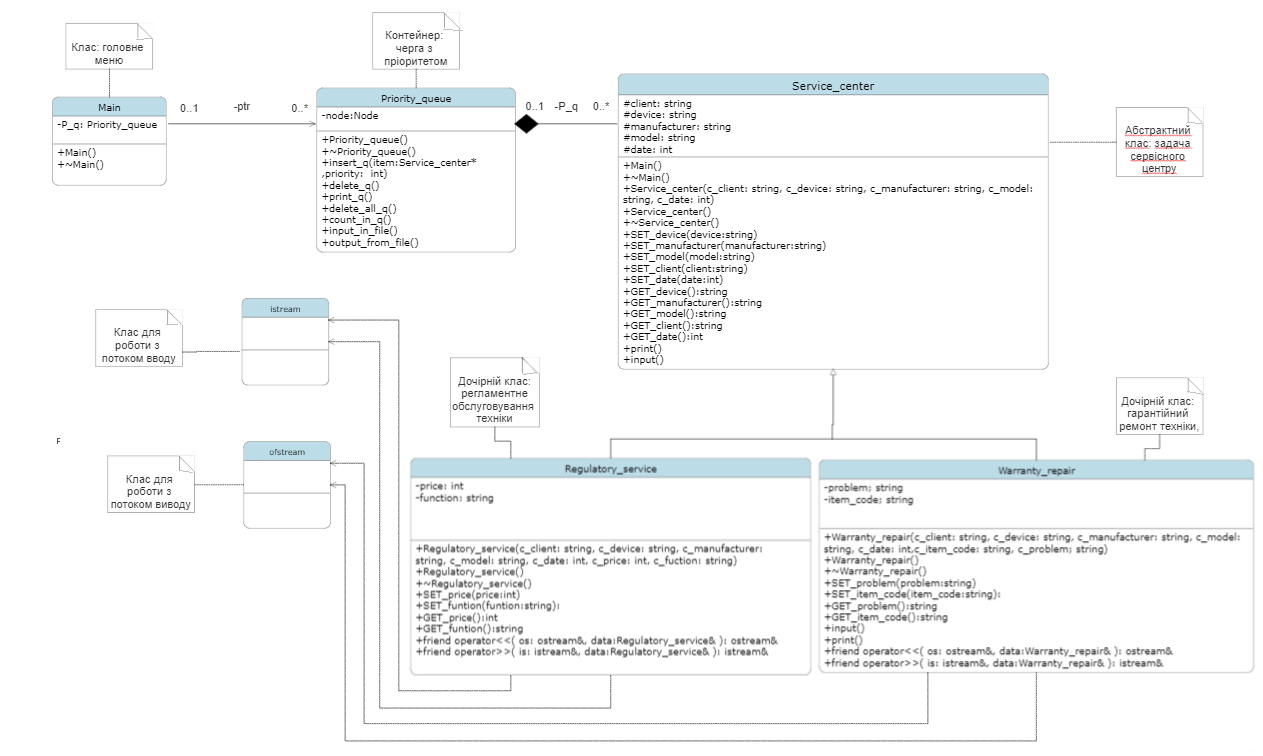 Клас: головне
меню
Контейнер:
черга з
пріоритетом
Main
-P_q: Priority_queue
+Main()
+~Main()
0..1 -ptr 0..*
Priority_queue
-node:Node
+Priority_queue()
+~Priority_queue()
+insert_q(item:Service_center*
,priority: int)
+delete_q()
+print_q()
+delete_all_q()
+count_in_q()
+input_in_file()
+output_from_file()
0..1 -P_q 0..*
Service_center
#client: string
#device: string
#manufacturer: string
#model: string
#date: int
+Main()
+~Main()
+Service_center(c_client: string, c_device: string, c_manufacturer: string, c_model:
string, c_date: int)
+Service_center()
+~Service_center()
+SET_device(device:string)
+SET_manufacturer(manufacturer:string)
+SET_model(model:string)
+SET_client(client:string)
+SET_date(date:int)
+GET_device():string
+GET_manufacturer():string
+GET_model():string
+GET_client():string
+GET_date():int
+print()
+input()
Абстрактний
клас: задача
сервісного
центру
Клас для
роботи з
потоком вводу
istream
Клас для
роботи з
потоком виводу
ofstream
Дочірній клас:
регламентне
обслуговування
техніки
Дочірній клас:
гарантійний
ремонт техніки,
Regulatory_service
-price: int
-function: string
+Regulatory_service(c_client: string, c_device: string, c_manufacturer:
string, c_model: string, c_date: int, c_price: int, c_fuction: string)
+Regulatory_service()
+~Regulatory_service()
+SET_price(price:int)
+SET_funtion(funtion:string):
+GET_price():int
+GET_funtion():string
+friend operator<<( os: ostream&, data:Regulatory_service& ): ostream&
+friend operator>>( is: istream&, data:Regulatory_service& ): istream&
Warranty_repair
-problem; string
-item_code; string
+Warranty_repair(c_client: string, c_device: string, c_manufacturer: string, c_model:
string, c_date: int,c_item_code: string, c_problem; string)
+Warranty_repair()
+~Warranty_repair()
+SET_problem(problem:string)
+SET_item_code(item_code:string):
+GET_problem():string
+GET_item_code():string
+input()
+print()
+friend operator<<( os: ostream&, data:Warranty_repair& ): ostream&
+friend operator>>( is: istream&, data:Warranty_repair& ): istream&